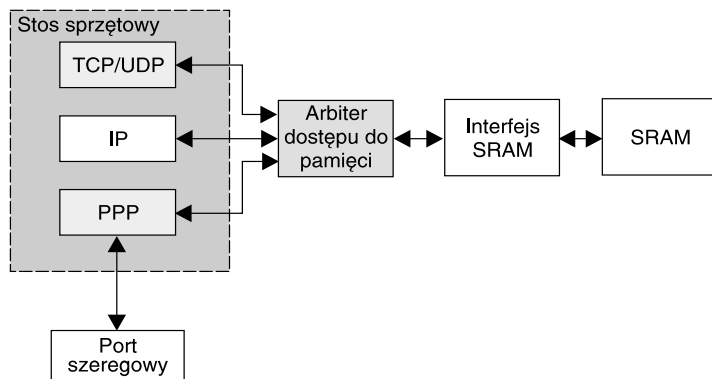 Stos sprzętowy
TCP/UDP
IP
PPP
Arbiter
dostępu do
pamięci
Interfejs
SRAM
SRAM
Port
szeregowy